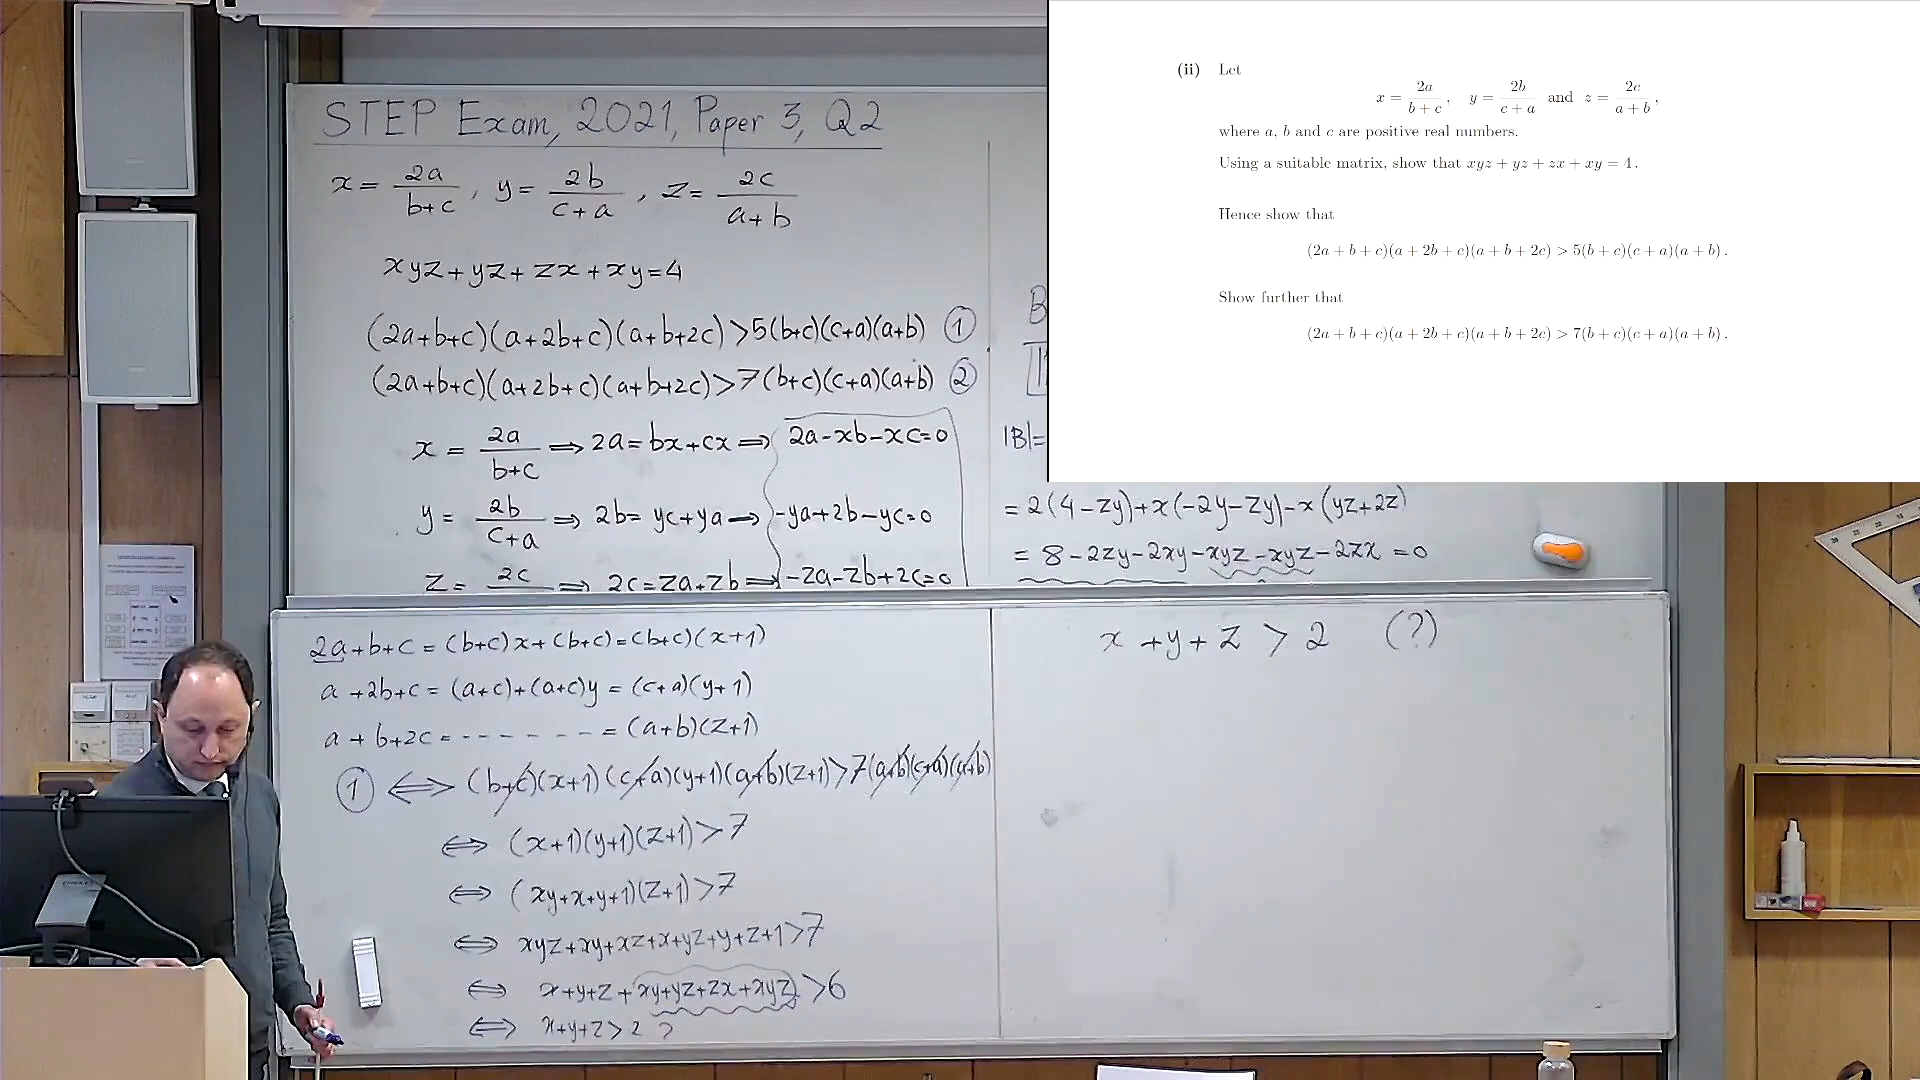 STEP Exam, 2021, Paper 3, Q2
x = 2a/(b+c) , y = 2b/(c+a) , z = 2c/(a+b)
xyz + yz + zx + xy = 4
(2a+b+c)(a+2b+c)(a+b+2c) > 5(b+c)(c+a)(a+b) ①
(2a+b+c)(a+2b+c)(a+b+2c) > 7(b+c)(c+a)(a+b) ②
x = 2a/(b+c) ⟹ 2a = bx+cx ⟹ 2a-xb-xc=0
y = 2b/(c+a) ⟹ 2b = yc+ya ⟹ -ya+2b-yc=0
z = 2c ⟹ 2c = za+zb ⟹ -za-zb+2c=0
B
|B|=
= 2(4-zy)+x(-2y-zy)-x(yz+2z)
= 8-2zy-2xy-xyz-xyz-2zx = 0
(ii) Let
x = 2a/(b+c) , y = 2b/(c+a) and z = 2c/(a+b) ,
where a, b and c are positive real numbers.
Using a suitable matrix, show that xyz + yz + zx + xy = 4 .
Hence show that
(2a + b + c)(a + 2b + c)(a + b + 2c) > 5(b + c)(c + a)(a + b) .
Show further that
(2a + b + c)(a + 2b + c)(a + b + 2c) > 7(b + c)(c + a)(a + b) .
2a+b+c = (b+c)x+(b+c) = (b+c)(x+1)
a+2b+c = (a+c)+(a+c)y = (c+a)(y+1)
a+b+2c = - - - - - - - = (a+b)(z+1)
① ⟺ (b+c)(x+1)(c+a)(y+1)(a+b)(z+1) > 7(a+b)(c+a)(a+b)
⟺ (x+1)(y+1)(z+1) > 7
⟺ (xy+x+y+1)(z+1) > 7
⟺ xyz+xy+xz+x+yz+y+z+1 > 7
⟺ x+y+z+xy+yz+zx+xyz > 6
⟺ x+y+z > 2 ?
x + y + z > 2 (?)